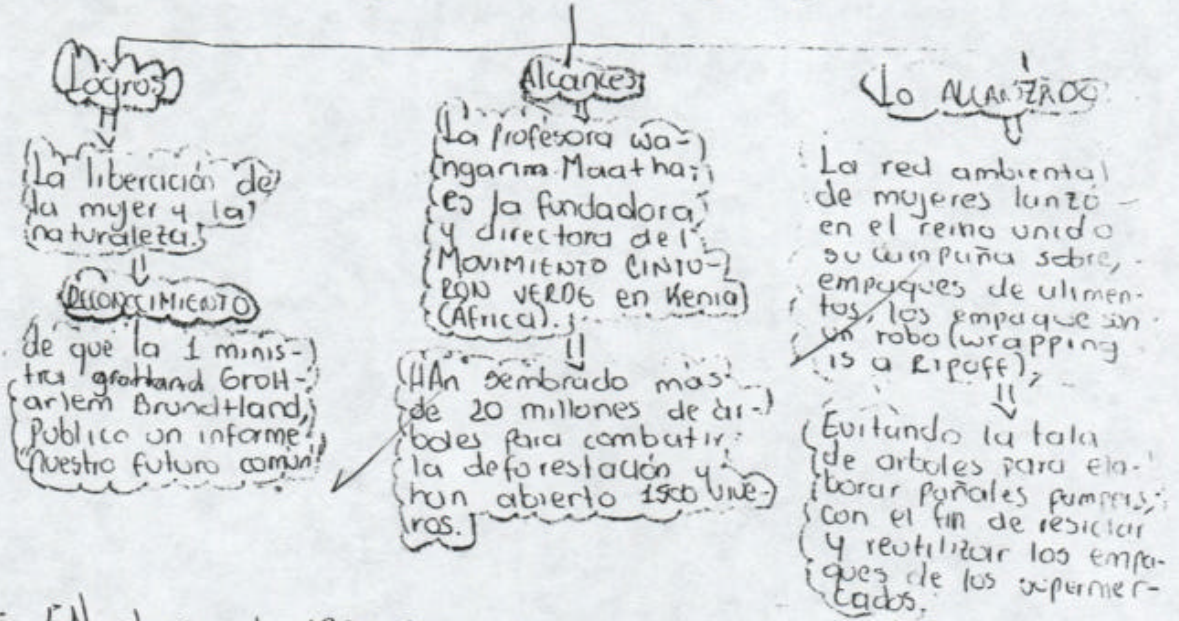 Logros
La liberación de
la mujer y la
naturaleza.
RECONOCIMIENTO
de que la 1 minis-
tra grottland GroH-
arlem Brundtland,
Publico un informe
nuestro futuro común
Alcances
La profesora wa-
ngarima Maathai
es la fundadora
y directora del
MOVIMIENTO CINTU-
RON VERDE en Kenia
(Africa).
HAn sembrado mas
de 20 millones de ár-
boles para combatir
la deforestación y
han abierto 1500 vive-
ros.
Lo ALCANZADO
La red ambiental
de mujeres lanzó
en el reino unido
su campaña sobre,
empaques de alimen-
tos, los empaque son
un robo (wrapping
is a Ripoff),
Evitando la tala
de arboles para ela-
borar pañales pampers,
con el fin de resiclar
y reutilizar los empa-
ques de los supermer-
cados.
EN